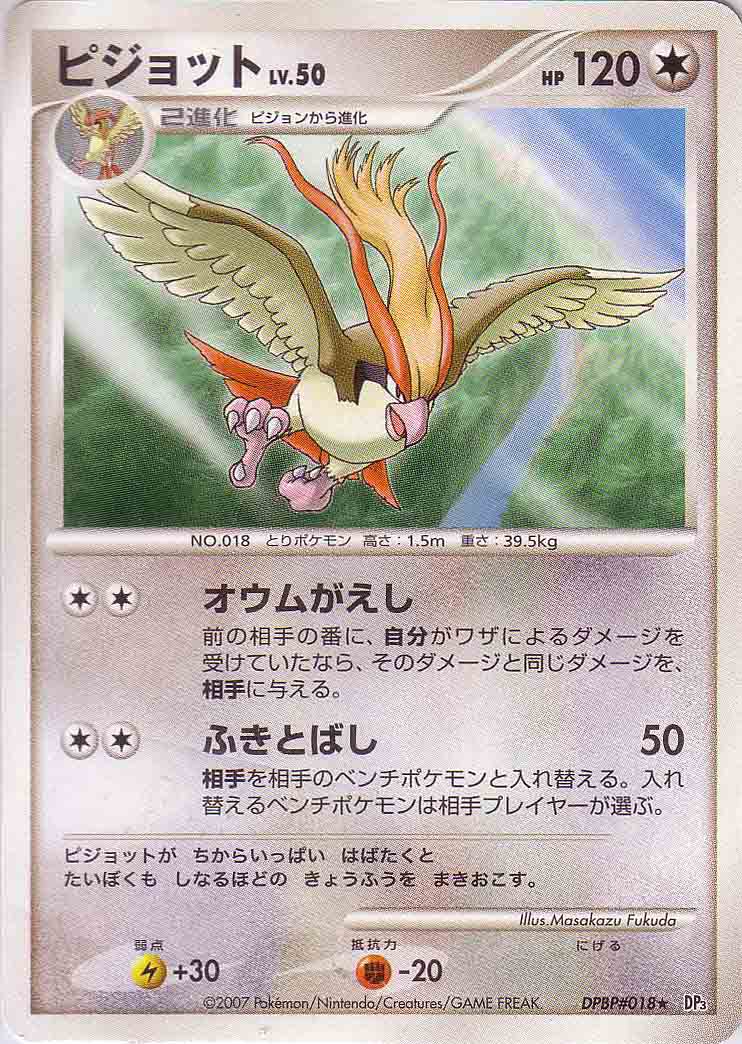 ピジョット LV.50 HP 120
2進化 ピジョンから進化
NO.018 とりポケモン 高さ:1.5m 重さ:39.5kg
オウムがえし
前の相手の番に、自分がワザによるダメージを
受けていたなら、そのダメージと同じダメージを、
相手に与える。
ふきとばし 50
相手を相手のベンチポケモンと入れ替える。入れ
替えるベンチポケモンは相手プレイヤーが選ぶ。
ピジョットが ちからいっぱい はばたくと
たいぼくも しなるほどの きょうふうを まきおこす。
Illus.Masakazu Fukuda
弱点 抵抗力 にげる
+30 -20
©2007 Pokémon/Nintendo/Creatures/GAME FREAK. DPBP#018★ DP3